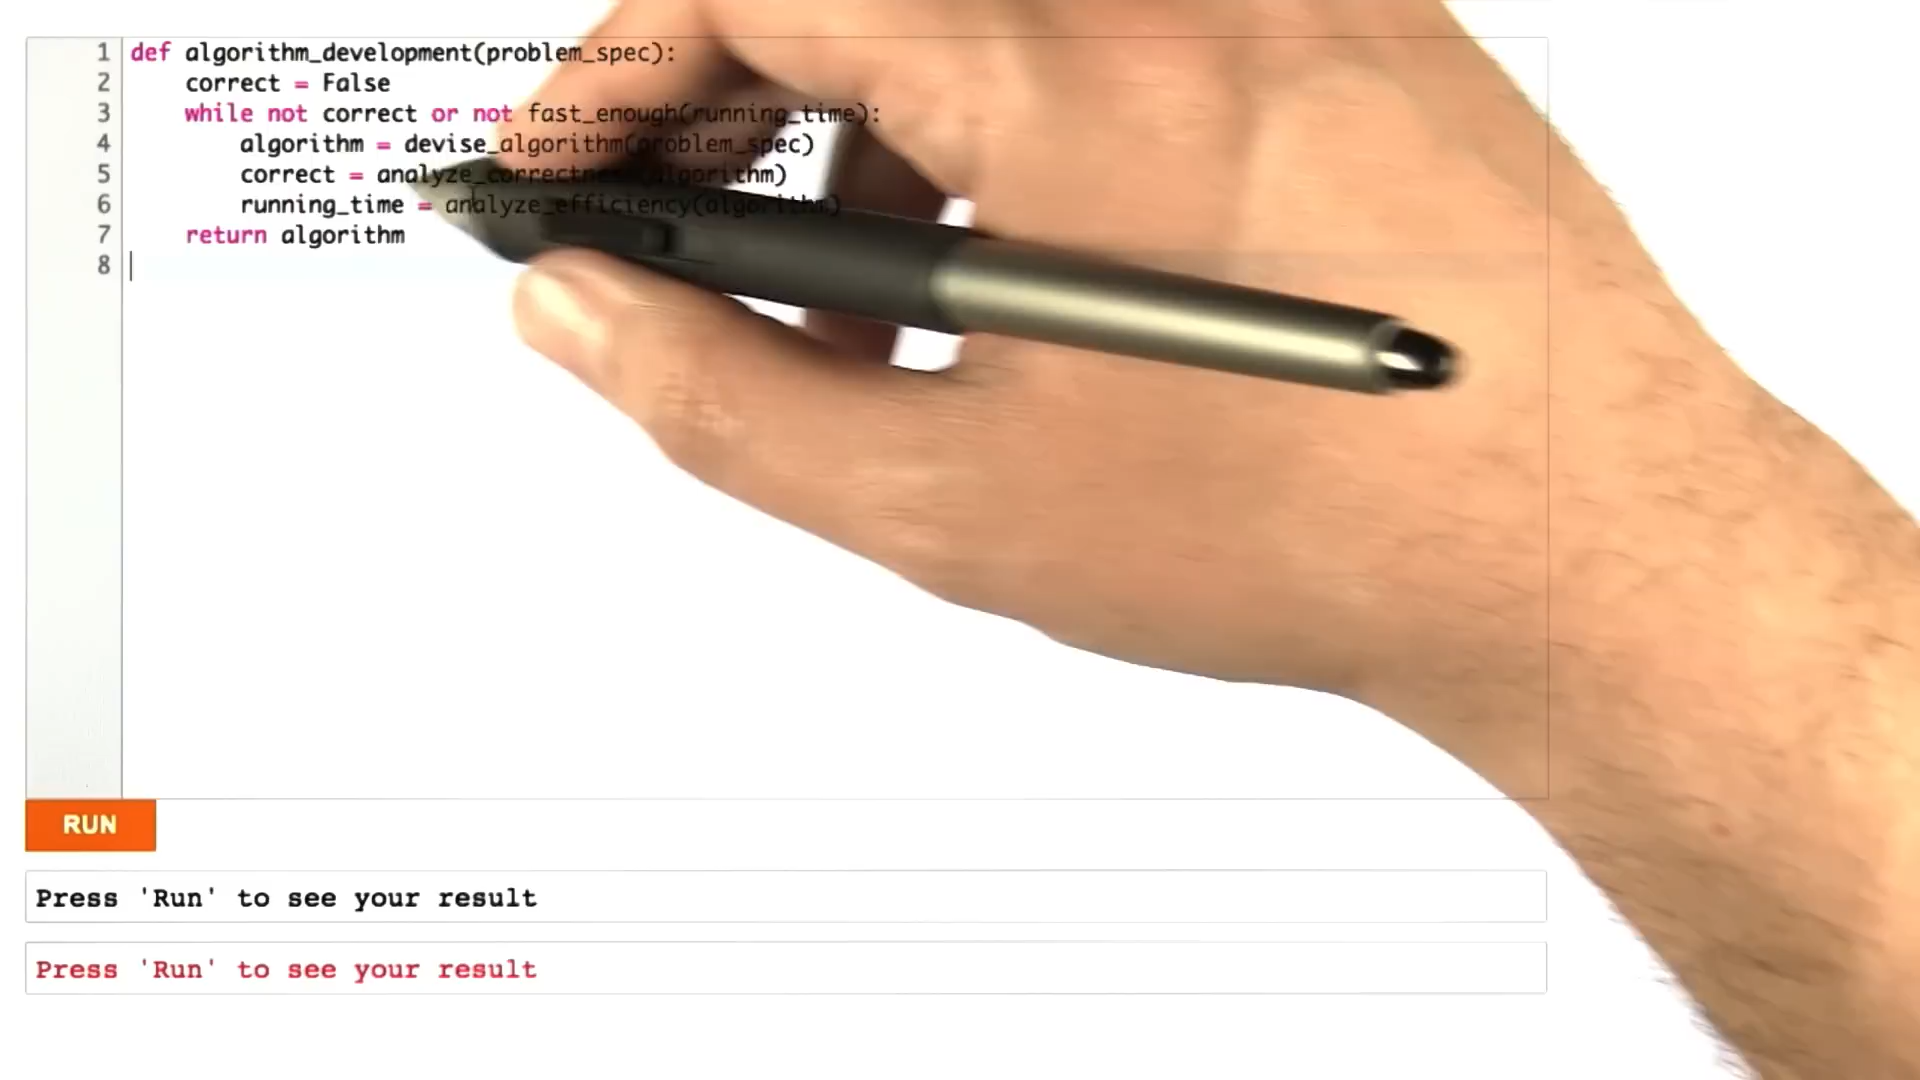 1 def algorithm_development(problem_spec):
2 correct = False
3 while not correct or not fast_enough(running_time):
4 algorithm = devise_algorithm(problem_spec)
5 correct = analyze_correctness(algorithm)
6 running_time = analyze_efficiency(algorithm)
7 return algorithm
8
RUN
Press 'Run' to see your result
Press 'Run' to see your result